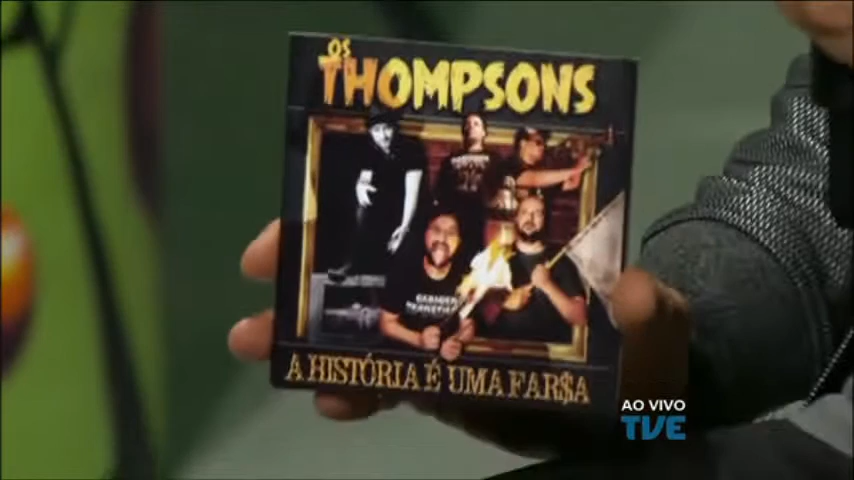 OS
THOMPSONS
A HISTÓRIA É UMA FAR$A
AO VIVO
TVE